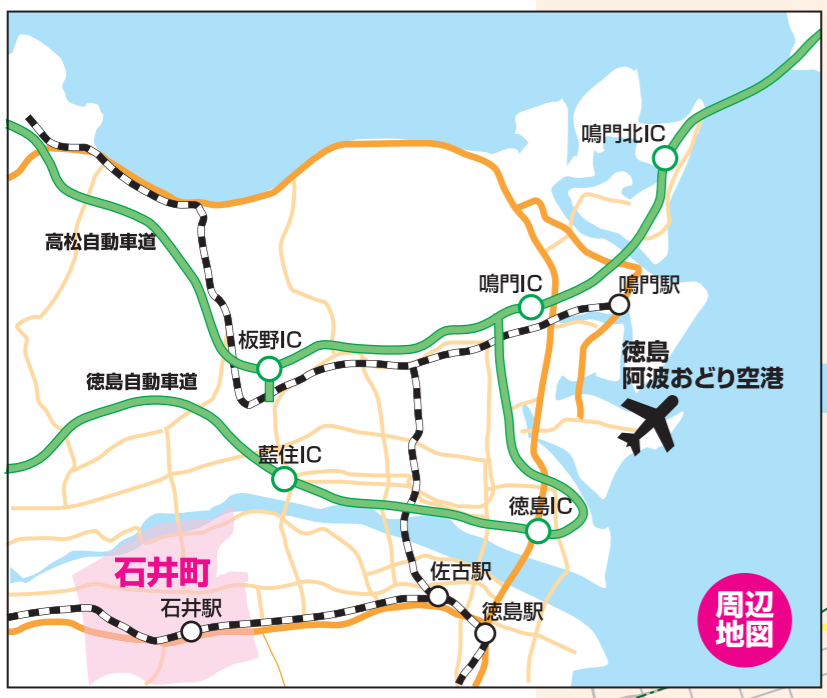 鳴門北IC
高松自動車道
鳴門IC
鳴門駅
板野IC
徳島
阿波おどり空港
徳島自動車道
藍住IC
徳島IC
石井町
佐古駅
石井駅
徳島駅
周辺
地図